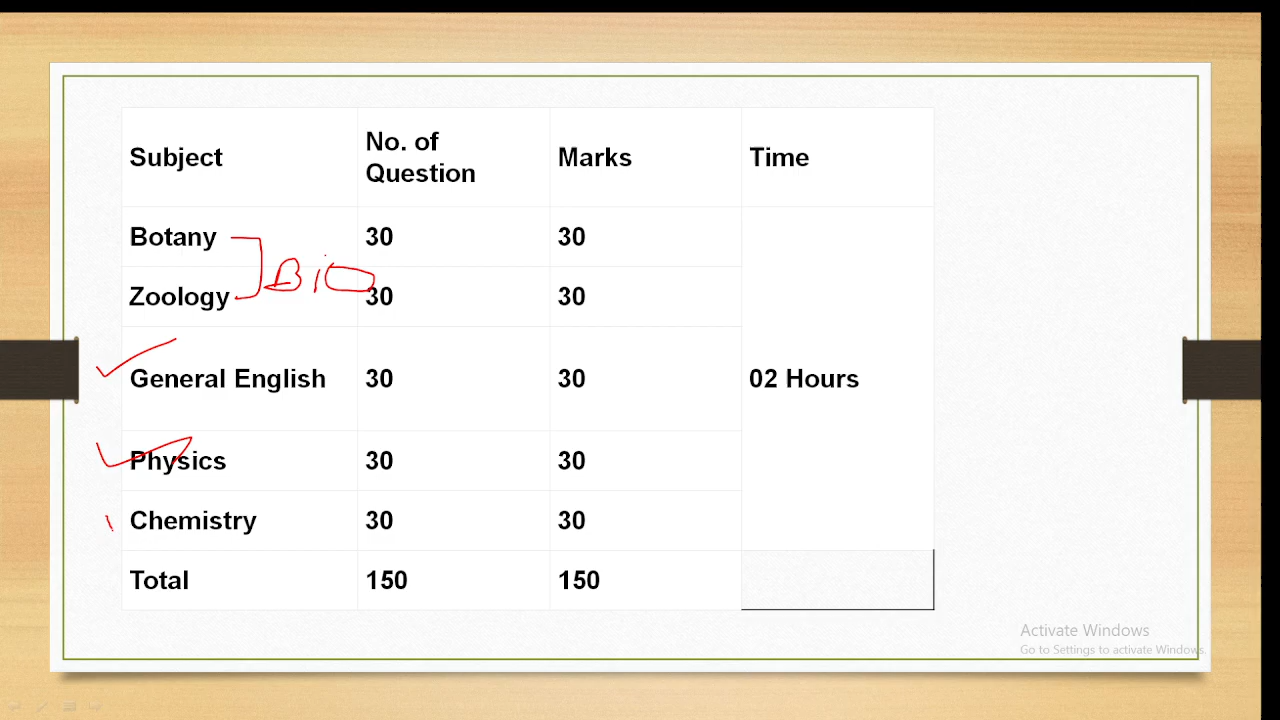 Subject No. of Question Marks Time
Botany 30 30
Bio
Zoology 30 30
General English 30 30 02 Hours
Physics 30 30
Chemistry 30 30
Total 150 150
Activate Windows
Go to Settings to activate Windows.